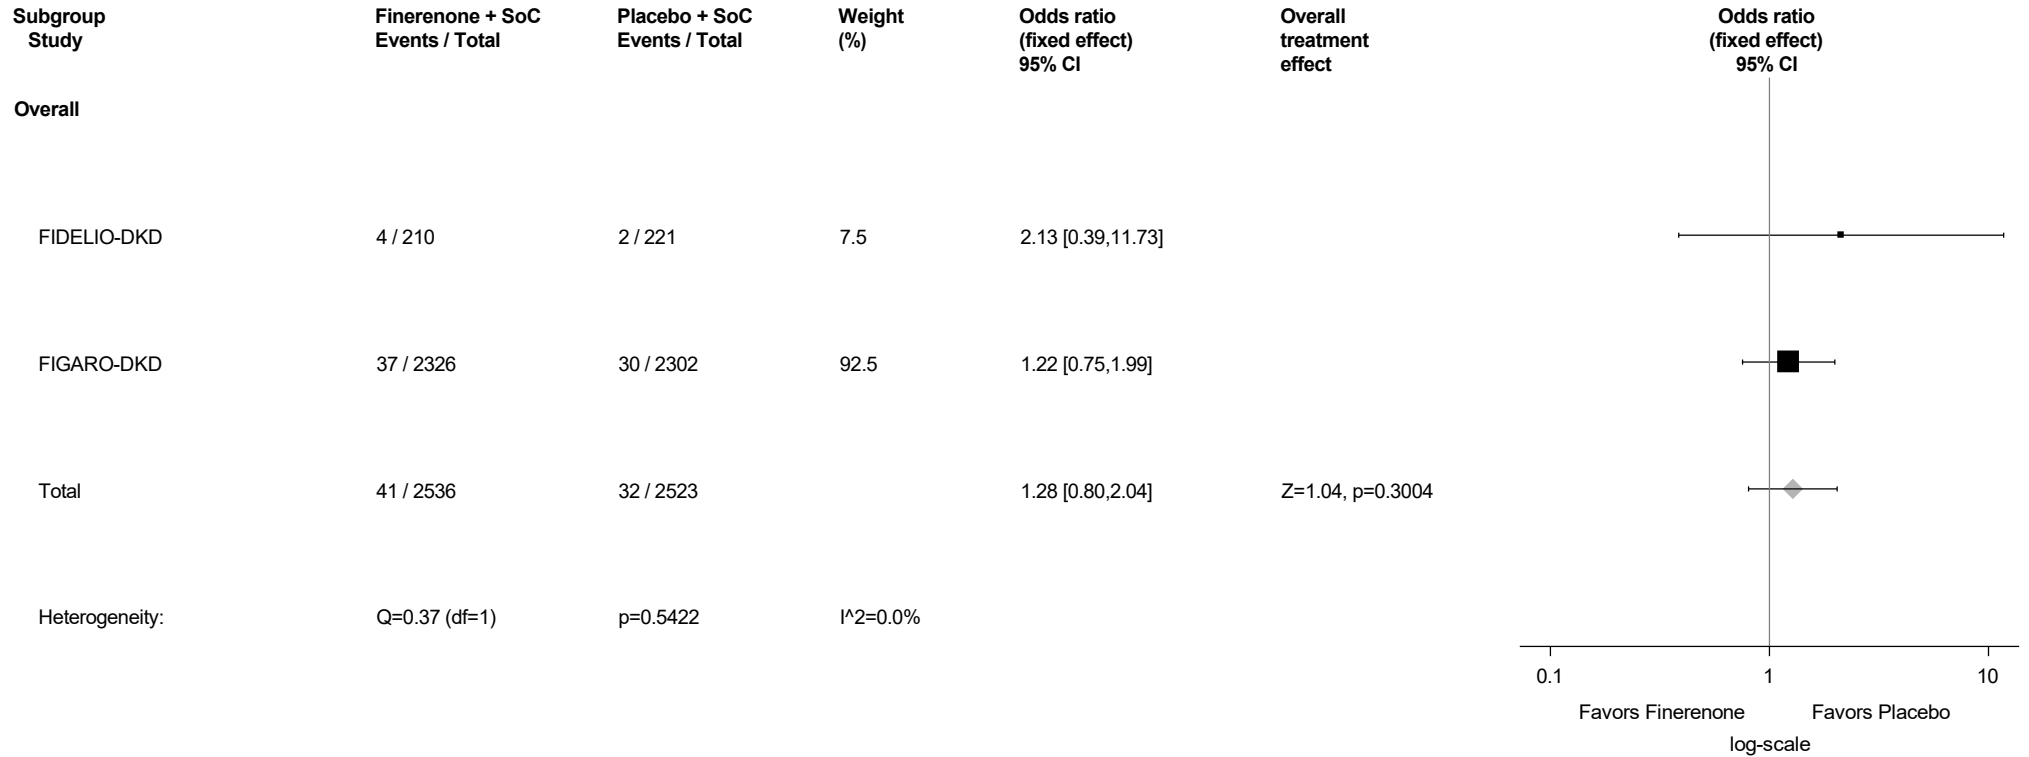 Subgroup Finerenone + SoC Placebo + SoC Weight Odds ratio Overall Odds ratio
Study Events / Total Events / Total (%) (fixed effect) treatment (fixed effect)
95% CI effect 95% CI
Overall
FIDELIO-DKD 4 / 210 2 / 221 7.5 2.13 [0.39,11.73]
FIGARO-DKD 37 / 2326 30 / 2302 92.5 1.22 [0.75,1.99]
Total 41 / 2536 32 / 2523 1.28 [0.80,2.04] Z=1.04, p=0.3004
Heterogeneity: Q=0.37 (df=1) p=0.5422 I^2=0.0%
0.1 1 10
Favors Finerenone Favors Placebo
log-scale